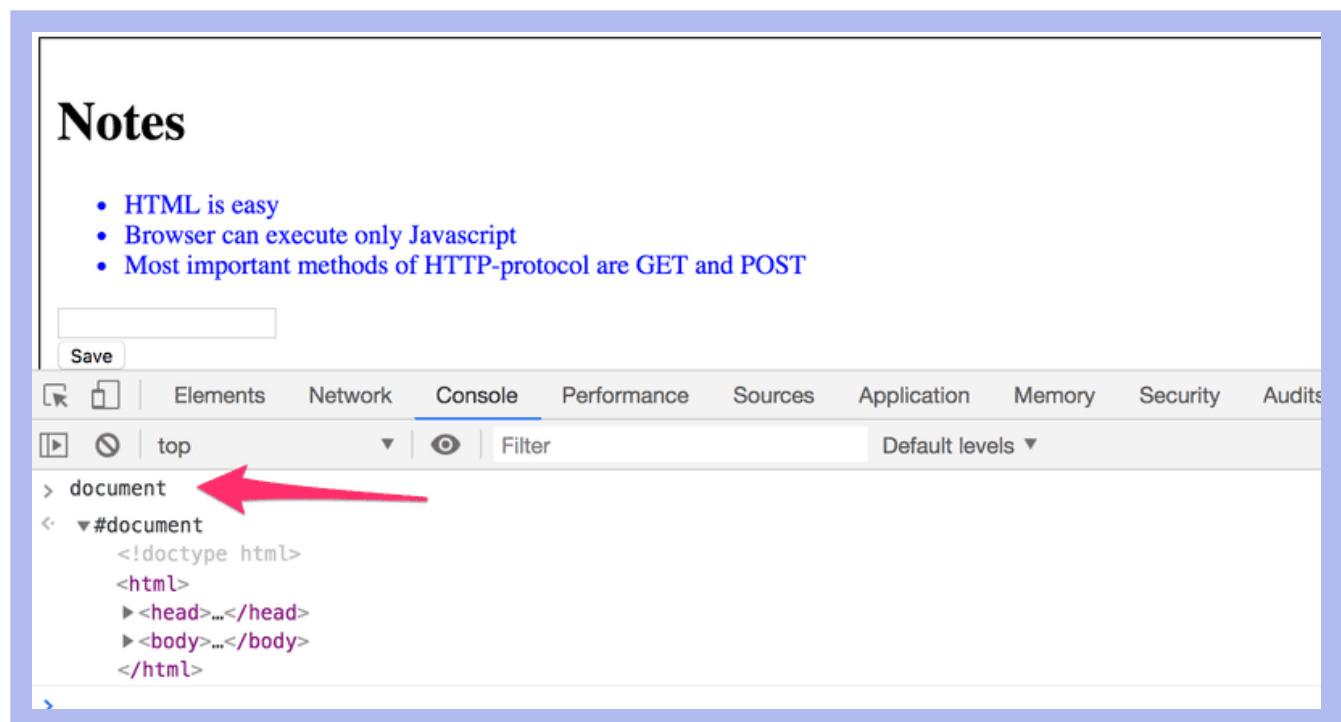 Notes
HTML is easy
Browser can execute only Javascript
Most important methods of HTTP-protocol are GET and POST
Save
Elements Network Console Performance Sources Application Memory Security Audits
top Filter Default levels
document
#document
<!doctype html>
<html>
<head>…</head>
<body>…</body>
</html>